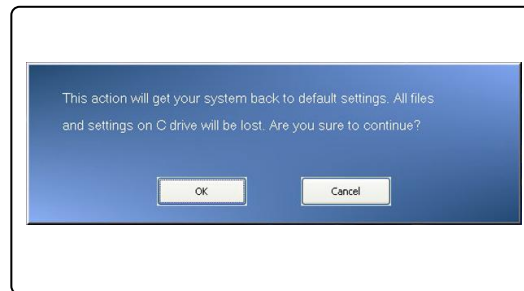 This action will get your system back to default settings. All files
and settings on C drive will be lost. Are you sure to continue?
OK
Cancel